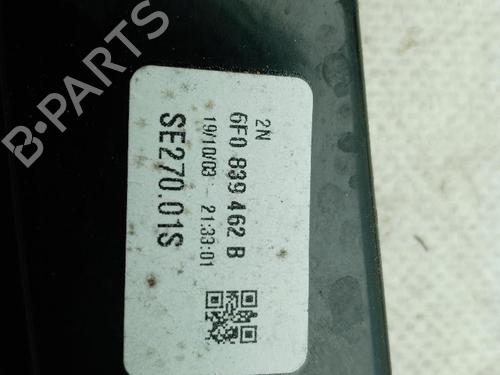 2N
6F0 839 462 B
19/10/03 - 21:33:01
SE270.01S
B-PARTS